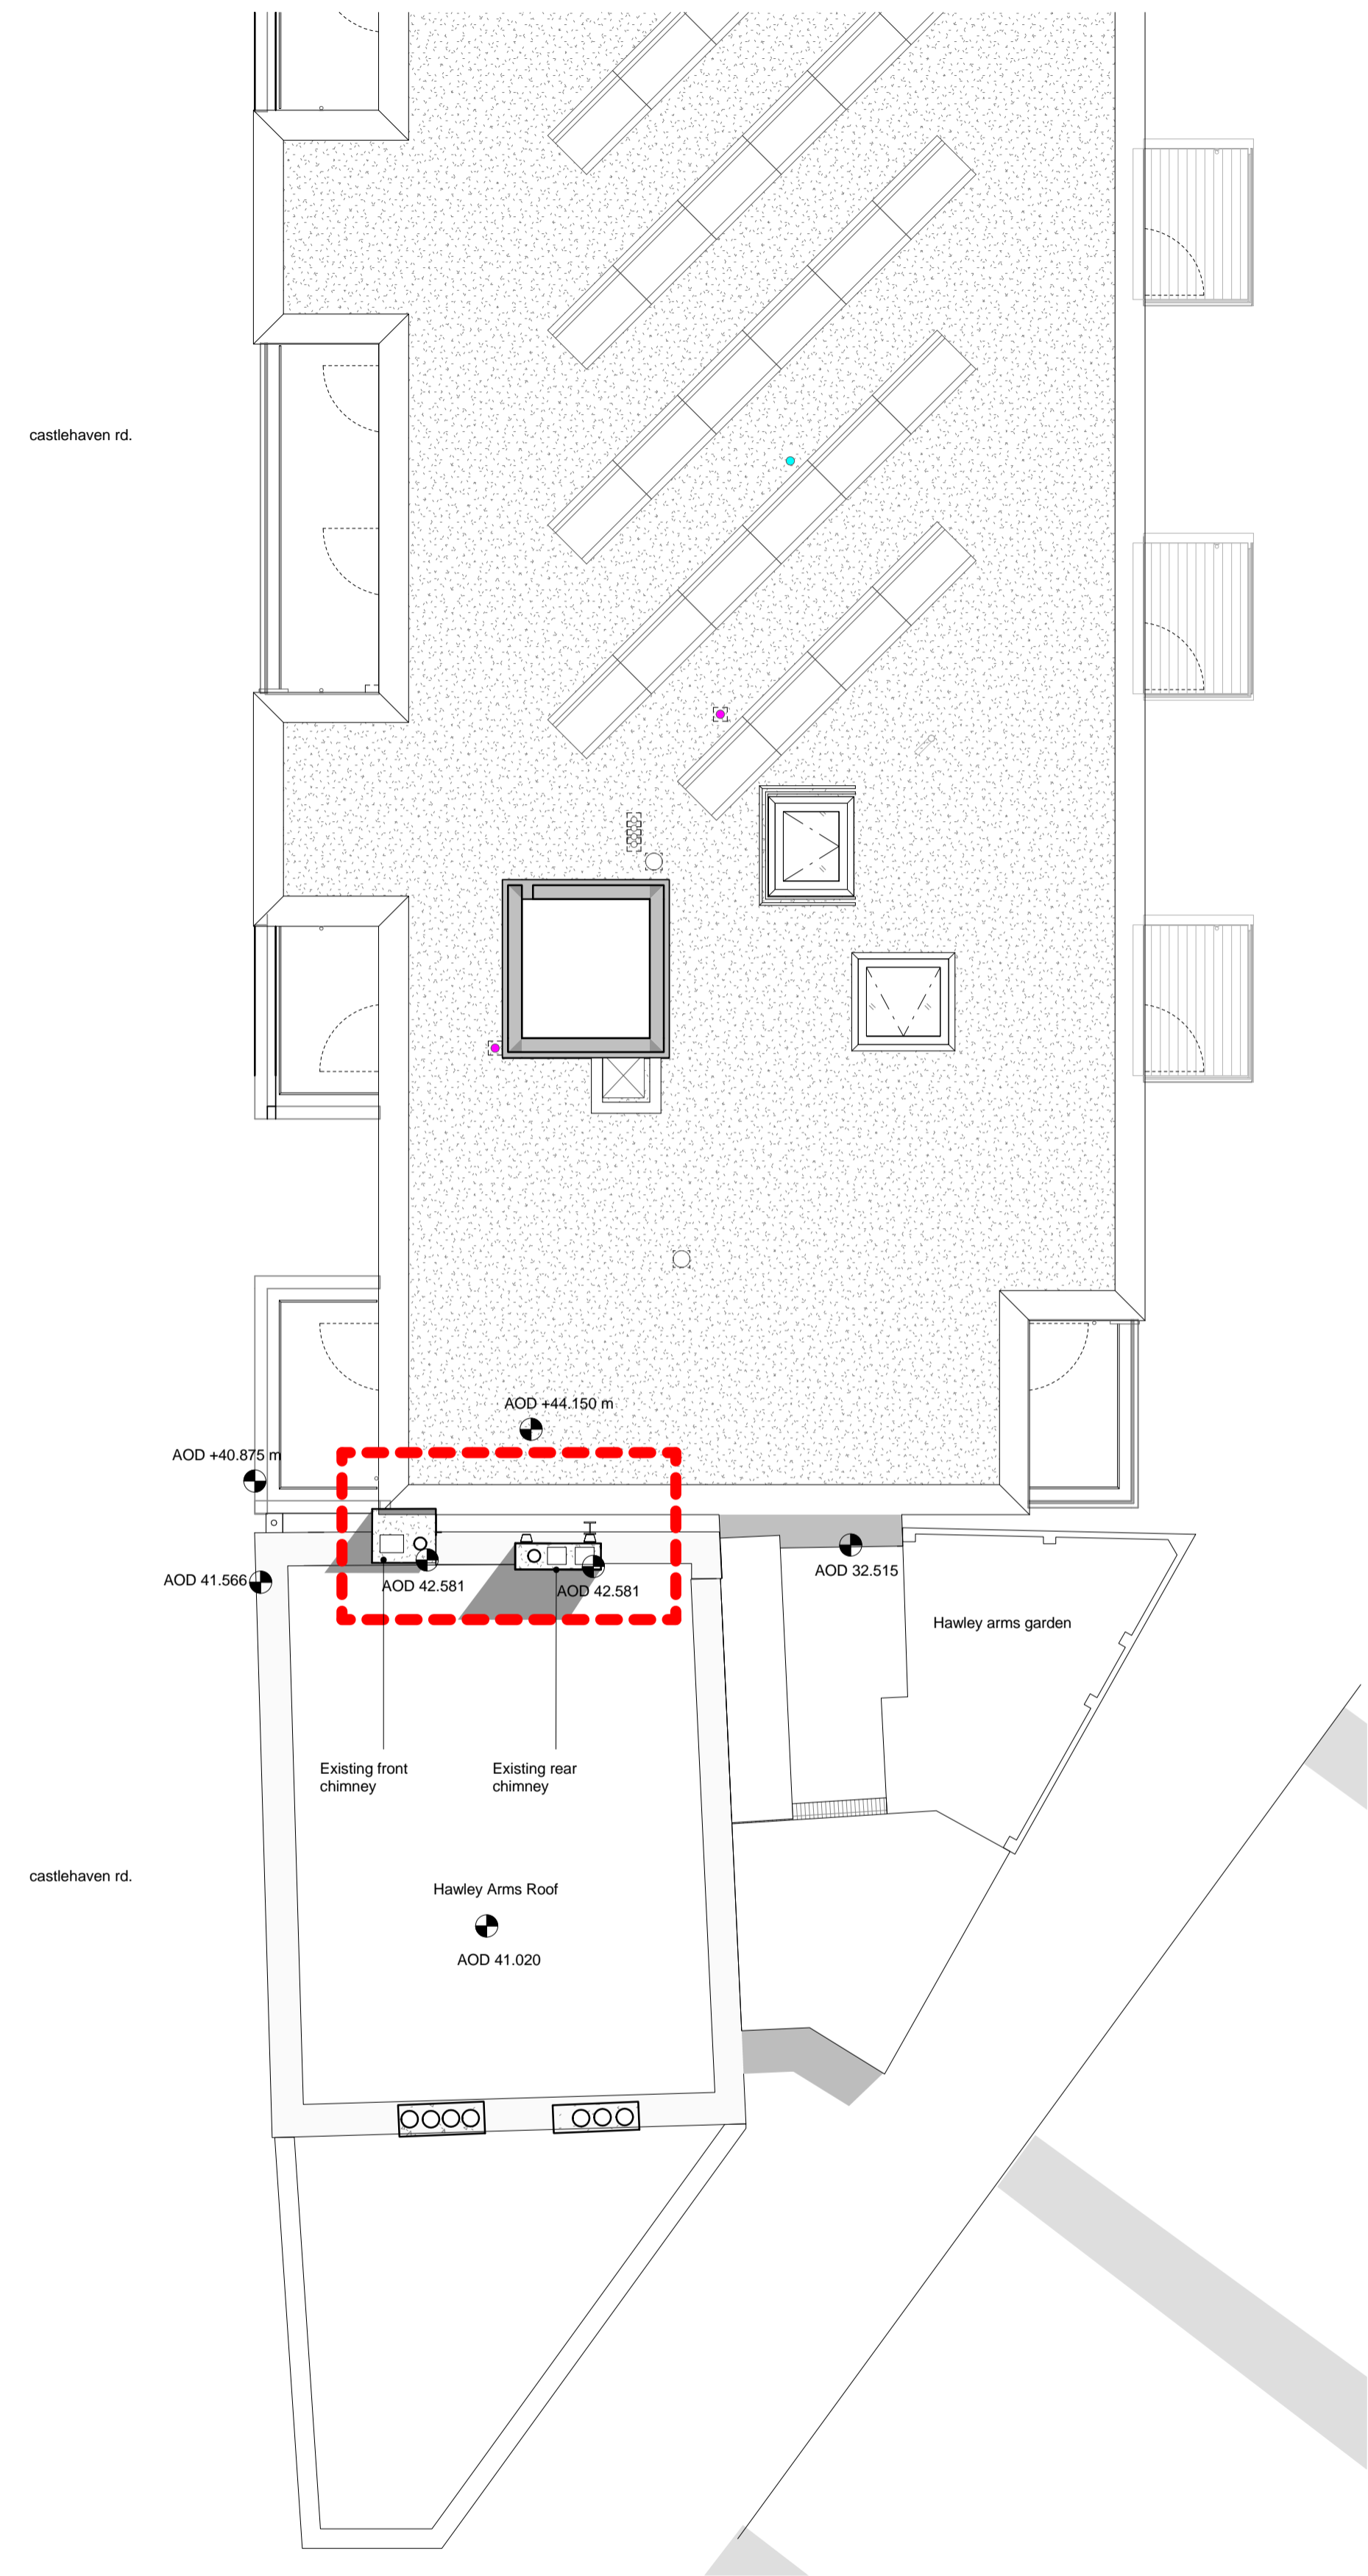 castlehaven rd.
AOD +44.150 m
AOD +40.875 m
AOD 41.566
AOD 42.581
AOD 42.581
AOD 32.515
Hawley arms garden
Existing front
chimney
Existing rear
chimney
castlehaven rd.
Hawley Arms Roof
AOD 41.020